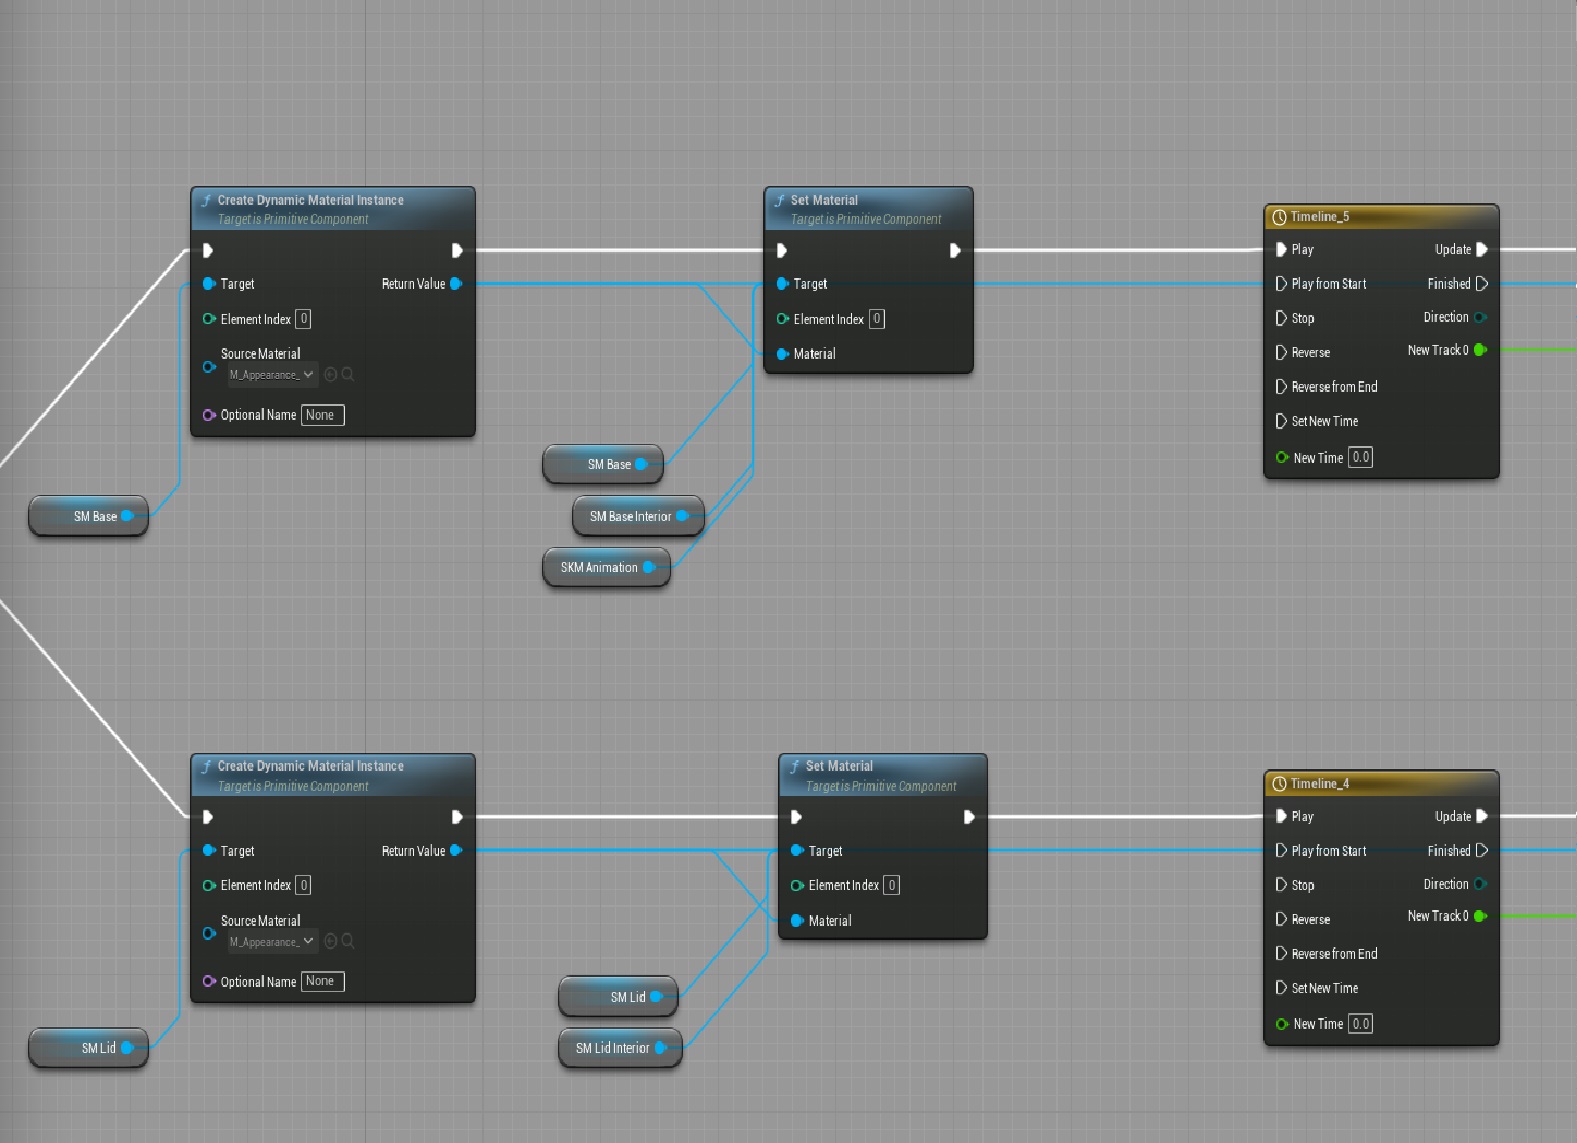 Create Dynamic Material Instance
Target is Primitive Component
Target
Return Value
Element Index 0
Source Material
M_Appearance_
Optional Name None
SM Base
Set Material
Target is Primitive Component
Target
Element Index 0
Material
SM Base
SM Base Interior
SKM Animation
Timeline_5
Play Update
Play from Start Finished
Stop Direction
Reverse New Track 0
Reverse from End
Set New Time
New Time 0.0
Create Dynamic Material Instance
Target is Primitive Component
Target
Return Value
Element Index 0
Source Material
M_Appearance_
Optional Name None
SM Lid
Set Material
Target is Primitive Component
Target
Element Index 0
Material
SM Lid
SM Lid Interior
Timeline_4
Play Update
Play from Start Finished
Stop Direction
Reverse New Track 0
Reverse from End
Set New Time
New Time 0.0